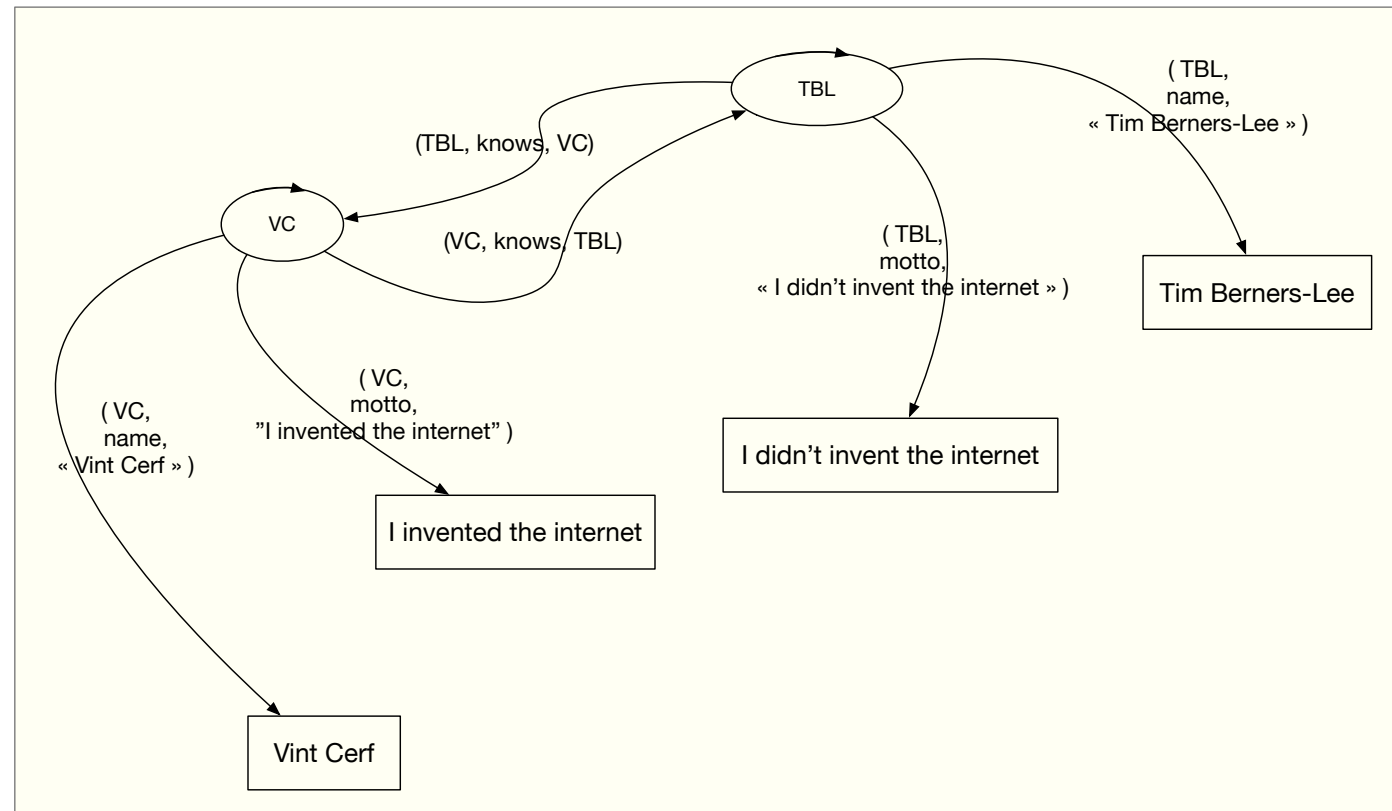 TBL
( TBL,
name,
« Tim Berners-Lee » )
(TBL, knows, VC)
VC
(VC, knows, TBL)
( TBL,
motto,
« I didn’t invent the internet » )
Tim Berners-Lee
( VC,
motto,
”I invented the internet” )
( VC,
name,
« Vint Cerf » )
I didn’t invent the internet
I invented the internet
Vint Cerf